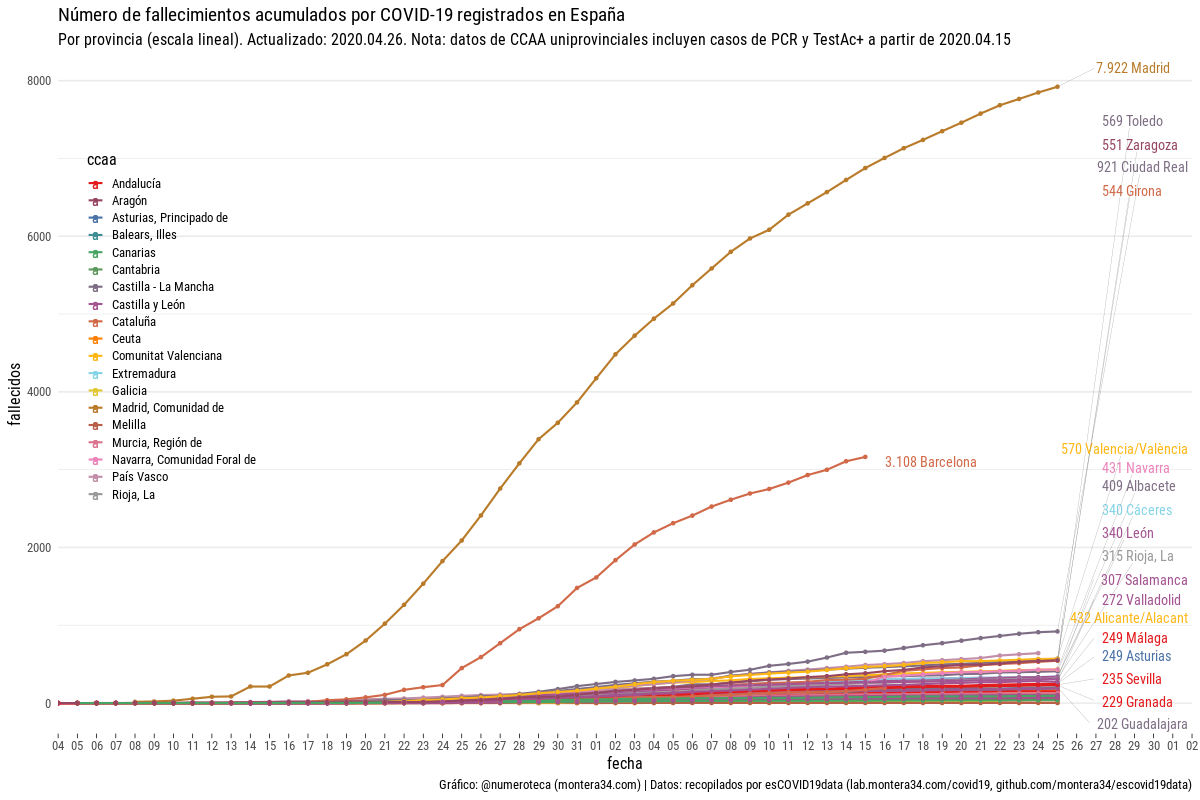 Número de fallecimientos acumulados por COVID-19 registrados en España
Por provincia (escala lineal). Actualizado: 2020.04.26. Nota: datos de CCAA uniprovinciales incluyen casos de PCR y TestAc+ a partir de 2020.04.15
fallecidos
8000
6000
4000
2000
0
ccaa
Andalucía
Aragón
Asturias, Principado de
Balears, Illes
Canarias
Cantabria
Castilla - La Mancha
Castilla y León
Cataluña
Ceuta
Comunitat Valenciana
Extremadura
Galicia
Madrid, Comunidad de
Melilla
Murcia, Región de
Navarra, Comunidad Foral de
País Vasco
Rioja, La
7.922 Madrid
569 Toledo
551 Zaragoza
921 Ciudad Real
544 Girona
3.108 Barcelona
570 Valencia/València
431 Navarra
409 Albacete
340 Cáceres
340 León
315 Rioja, La
307 Salamanca
272 Valladolid
432 Alicante/Alacant
249 Málaga
249 Asturias
235 Sevilla
229 Granada
202 Guadalajara
04 05 06 07 08 09 10 11 12 13 14 15 16 17 18 19 20 21 22 23 24 25 26 27 28 29 30 31 01 02 03 04 05 06 07 08 09 10 11 12 13 14 15 16 17 18 19 20 21 22 23 24 25 26 27 28 29 30 01 02
fecha
Gráfico: @numeroteca (montera34.com) | Datos: recopilados por esCOVID19data (lab.montera34.com/covid19, github.com/montera34/escovid19data)